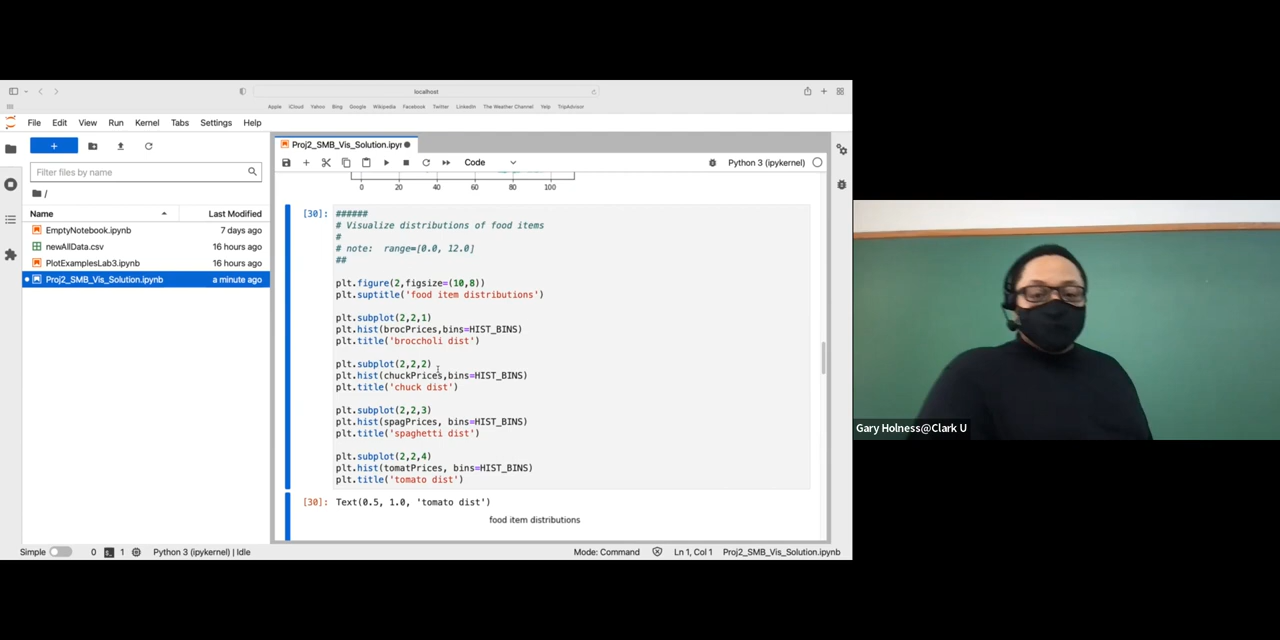 localhost
Apple iCloud Yahoo Bing Google Wikipedia Facebook Twitter LinkedIn The Weather Channel Yelp TripAdvisor
File Edit View Run Kernel Tabs Settings Help
Proj2_SMB_Vis_Solution.ipyr
Code
Python 3 (ipykernel)
Filter files by name
/
Name Last Modified
EmptyNotebook.ipynb 7 days ago
newAllData.csv 16 hours ago
PlotExamplesLab3.ipynb 16 hours ago
Proj2_SMB_Vis_Solution.ipynb a minute ago
0 20 40 60 80 100
[30]: ######
# Visualize distributions of food items
#
# note:  range=[0.0, 12.0]
##
plt.figure(2,figsize=(10,8))
plt.suptitle('food item distributions')
plt.subplot(2,2,1)
plt.hist(brocPrices,bins=HIST_BINS)
plt.title('broccholi dist')
plt.subplot(2,2,2)
plt.hist(chuckPrices,bins=HIST_BINS)
plt.title('chuck dist')
plt.subplot(2,2,3)
plt.hist(spagPrices, bins=HIST_BINS)
plt.title('spaghetti dist')
plt.subplot(2,2,4)
plt.hist(tomatPrices, bins=HIST_BINS)
plt.title('tomato dist')
[30]: Text(0.5, 1.0, 'tomato dist')
food item distributions
Simple 0 1 Python 3 (ipykernel) | Idle
Mode: Command Ln 1, Col 1 Proj2_SMB_Vis_Solution.ipynb
Gary Holness@Clark U